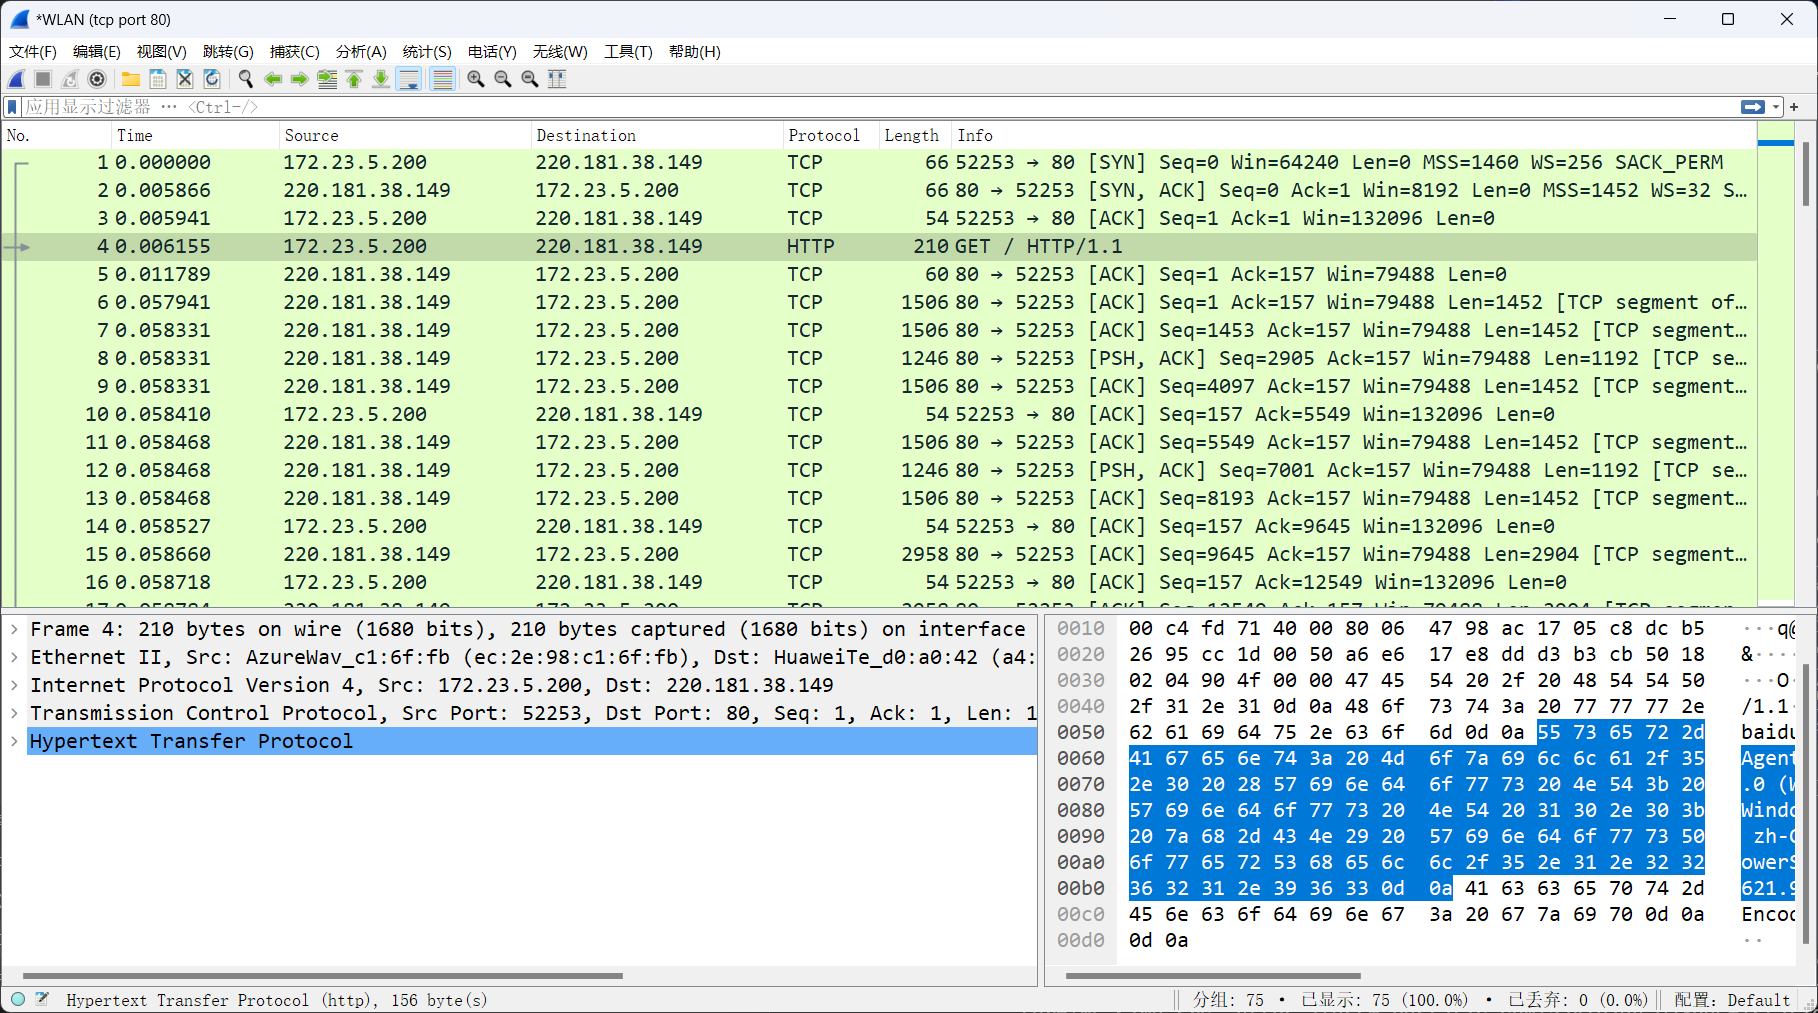 *WLAN (tcp port 80)
文件(F) 编辑(E) 视图(V) 跳转(G) 捕获(C) 分析(A) 统计(S) 电话(Y) 无线(W) 工具(T) 帮助(H)
应用显示过滤器 … <Ctrl-/>
No. Time Source Destination Protocol Length Info
1 0.000000 172.23.5.200 220.181.38.149 TCP 66 52253 → 80 [SYN] Seq=0 Win=64240 Len=0 MSS=1460 WS=256 SACK_PERM
2 0.005866 220.181.38.149 172.23.5.200 TCP 66 80 → 52253 [SYN, ACK] Seq=0 Ack=1 Win=8192 Len=0 MSS=1452 WS=32 S…
3 0.005941 172.23.5.200 220.181.38.149 TCP 54 52253 → 80 [ACK] Seq=1 Ack=1 Win=132096 Len=0
4 0.006155 172.23.5.200 220.181.38.149 HTTP 210 GET / HTTP/1.1
5 0.011789 220.181.38.149 172.23.5.200 TCP 60 80 → 52253 [ACK] Seq=1 Ack=157 Win=79488 Len=0
6 0.057941 220.181.38.149 172.23.5.200 TCP 1506 80 → 52253 [ACK] Seq=1 Ack=157 Win=79488 Len=1452 [TCP segment of…
7 0.058331 220.181.38.149 172.23.5.200 TCP 1506 80 → 52253 [ACK] Seq=1453 Ack=157 Win=79488 Len=1452 [TCP segment…
8 0.058331 220.181.38.149 172.23.5.200 TCP 1246 80 → 52253 [PSH, ACK] Seq=2905 Ack=157 Win=79488 Len=1192 [TCP se…
9 0.058331 220.181.38.149 172.23.5.200 TCP 1506 80 → 52253 [ACK] Seq=4097 Ack=157 Win=79488 Len=1452 [TCP segment…
10 0.058410 172.23.5.200 220.181.38.149 TCP 54 52253 → 80 [ACK] Seq=157 Ack=5549 Win=132096 Len=0
11 0.058468 220.181.38.149 172.23.5.200 TCP 1506 80 → 52253 [ACK] Seq=5549 Ack=157 Win=79488 Len=1452 [TCP segment…
12 0.058468 220.181.38.149 172.23.5.200 TCP 1246 80 → 52253 [PSH, ACK] Seq=7001 Ack=157 Win=79488 Len=1192 [TCP se…
13 0.058468 220.181.38.149 172.23.5.200 TCP 1506 80 → 52253 [ACK] Seq=8193 Ack=157 Win=79488 Len=1452 [TCP segment…
14 0.058527 172.23.5.200 220.181.38.149 TCP 54 52253 → 80 [ACK] Seq=157 Ack=9645 Win=132096 Len=0
15 0.058660 220.181.38.149 172.23.5.200 TCP 2958 80 → 52253 [ACK] Seq=9645 Ack=157 Win=79488 Len=2904 [TCP segment…
16 0.058718 172.23.5.200 220.181.38.149 TCP 54 52253 → 80 [ACK] Seq=157 Ack=12549 Win=132096 Len=0
Frame 4: 210 bytes on wire (1680 bits), 210 bytes captured (1680 bits) on interface
Ethernet II, Src: AzureWav_c1:6f:fb (ec:2e:98:c1:6f:fb), Dst: HuaweiTe_d0:a0:42 (a4:
Internet Protocol Version 4, Src: 172.23.5.200, Dst: 220.181.38.149
Transmission Control Protocol, Src Port: 52253, Dst Port: 80, Seq: 1, Ack: 1, Len: 1
Hypertext Transfer Protocol
0010 00 c4 fd 71 40 00 80 06 47 98 ac 17 05 c8 dc b5 ···q@
0020 26 95 cc 1d 00 50 a6 e6 17 e8 dd d3 b3 cb 50 18 &····
0030 02 04 90 4f 00 00 47 45 54 20 2f 20 48 54 54 50 ···O·
0040 2f 31 2e 31 0d 0a 48 6f 73 74 3a 20 77 77 77 2e /1.1·
0050 62 61 69 64 75 2e 63 6f 6d 0d 0a 55 73 65 72 2d baidu
0060 41 67 65 6e 74 3a 20 4d 6f 7a 69 6c 6c 61 2f 35 Agent
0070 2e 30 20 28 57 69 6e 64 6f 77 73 20 4e 54 3b 20 .0 (W
0080 57 69 6e 64 6f 77 73 20 4e 54 20 31 30 2e 30 3b Windo
0090 20 7a 68 2d 43 4e 29 20 57 69 6e 64 6f 77 73 50 zh-C
00a0 6f 77 65 72 53 68 65 6c 6c 2f 35 2e 31 2e 32 32 owerS
00b0 36 32 31 2e 39 36 33 0d 0a 41 63 63 65 70 74 2d 621.9
00c0 45 6e 63 6f 64 69 6e 67 3a 20 67 7a 69 70 0d 0a Encod
00d0 0d 0a ··
Hypertext Transfer Protocol (http), 156 byte(s)
分组: 75 · 已显示: 75 (100.0%) · 已丢弃: 0 (0.0%)
配置: Default